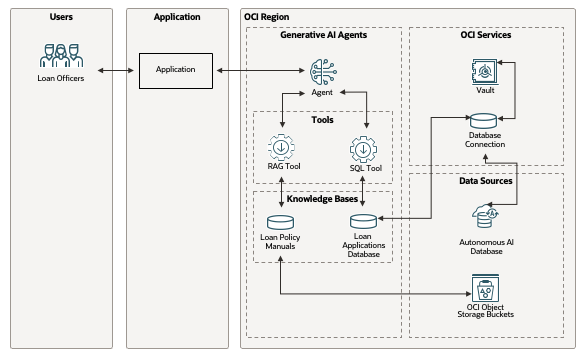 Users
Application
OCI Region
Generative AI Agents
OCI Services
Loan Officers
Application
Agent
Vault
Tools
Database
Connection
RAG Tool
SQL Tool
Data Sources
Knowledge Bases
Loan Policy
Manuals
Loan
Applications
Database
Autonomous AI
Database
OCI Object
Storage Buckets